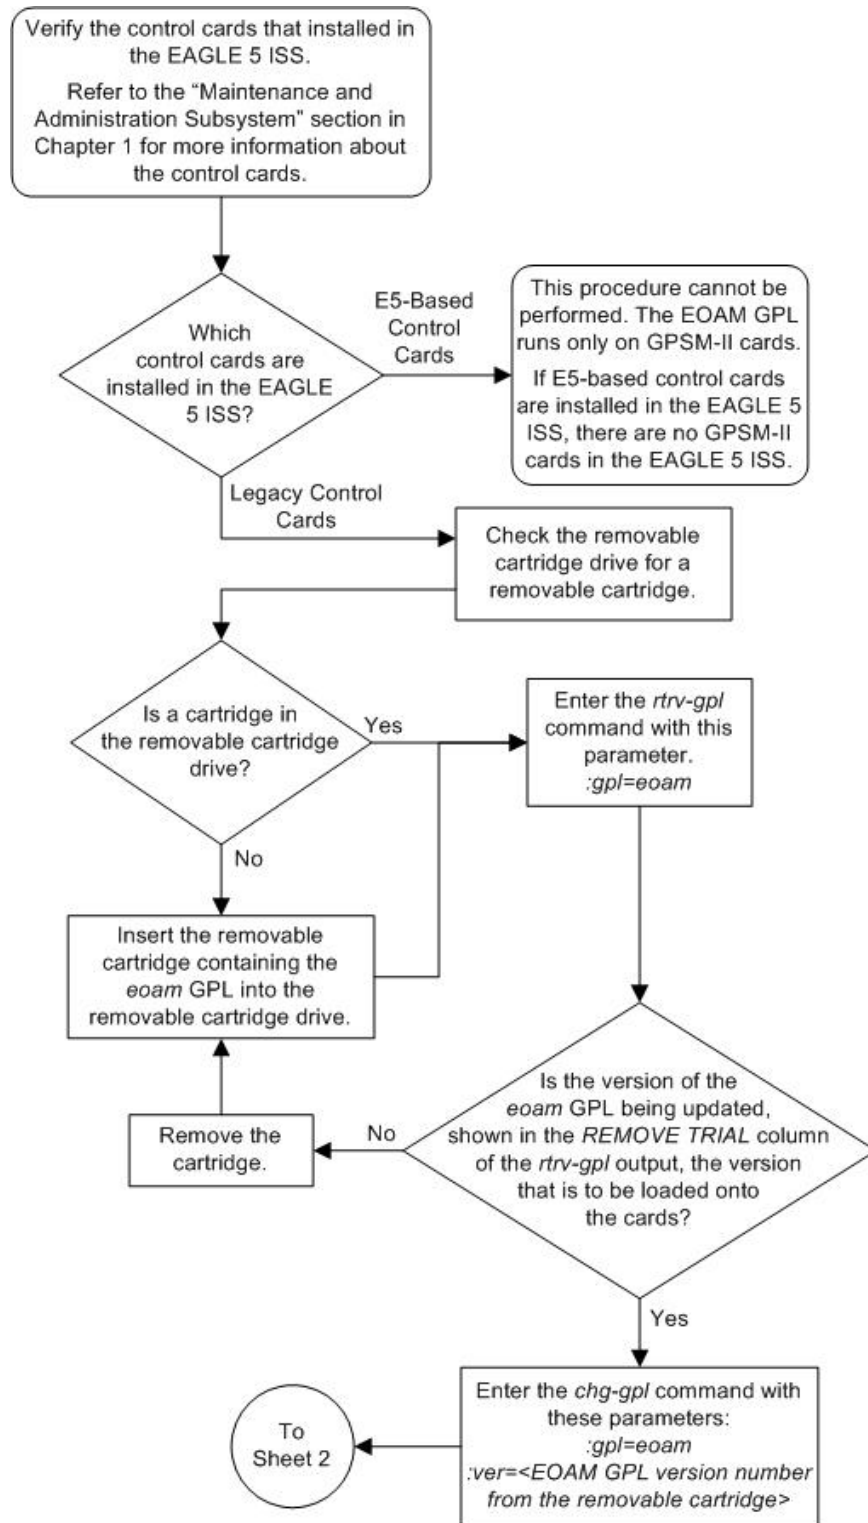 Verify the control cards that installed in
the EAGLE 5 ISS.
Refer to the “Maintenance and
Administration Subsystem” section in
Chapter 1 for more information about
the control cards.
Which
control cards are
installed in the EAGLE
5 ISS?
E5-Based
Control
Cards
This procedure cannot be
performed. The EOAM GPL
runs only on GPSM-II cards.
If E5-based control cards
are installed in the EAGLE 5
ISS, there are no GPSM-II
cards in the EAGLE 5 ISS.
Legacy Control
Cards
Check the removable
cartridge drive for a
removable cartridge.
Is a cartridge in
the removable cartridge
drive?
Yes
Enter the rtrv-gpl
command with this
parameter.
:gpl=eoam
No
Insert the removable
cartridge containing the
eoam GPL into the
removable cartridge drive.
Is the version of the
eoam GPL being updated,
shown in the REMOVE TRIAL column
of the rtrv-gpl output, the version
that is to be loaded onto
the cards?
No
Remove the
cartridge.
Yes
Enter the chg-gpl command with
these parameters:
:gpl=eoam
:ver=<EOAM GPL version number
from the removable cartridge>
To
Sheet 2